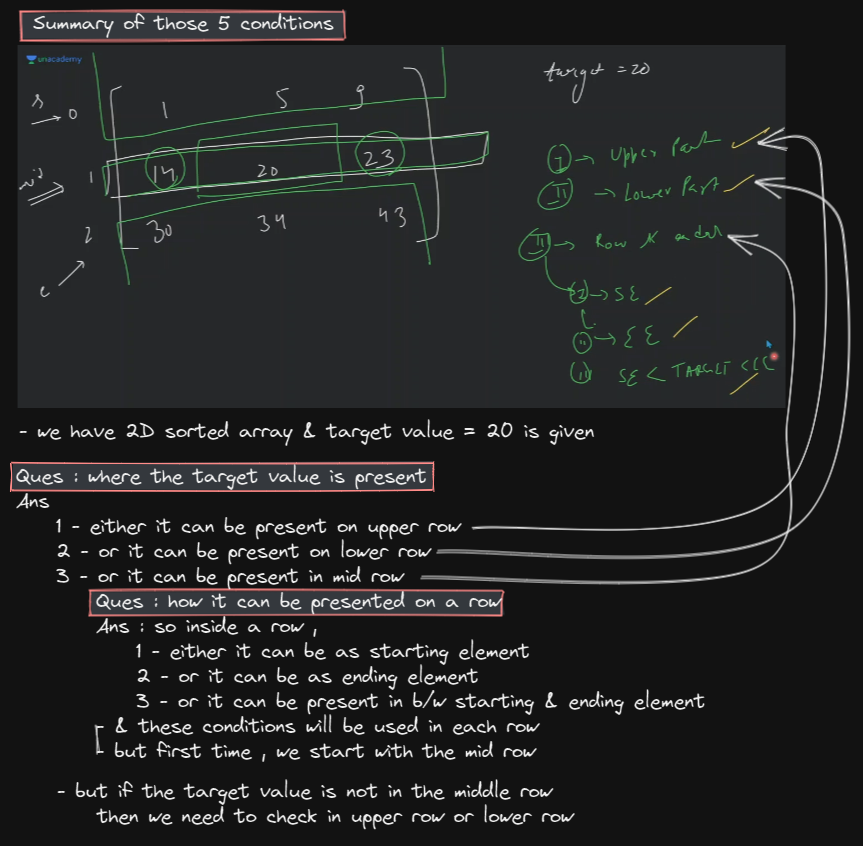 Summary of those 5 conditions
unacademy
target = 20
0 1 5 9
1 14 20 23
2 30 34 43
c
I → Upper Part
II → Lower Part
→ Row K andar
→ SE
II → EE
III SE < TARGET <
- we have 2D sorted array & target value = 20 is given
Ques : where the target value is present
Ans
1 - either it can be present on upper row
2 - or it can be present on lower row
3 - or it can be present in mid row
Ques : how it can be presented on a row
Ans : so inside a row ,
1 - either it can be as starting element
2 - or it can be as ending element
3 - or it can be present in b/w starting & ending element
& these conditions will be used in each row
but first time , we start with the mid row
- but if the target value is not in the middle row
then we need to check in upper row or lower row